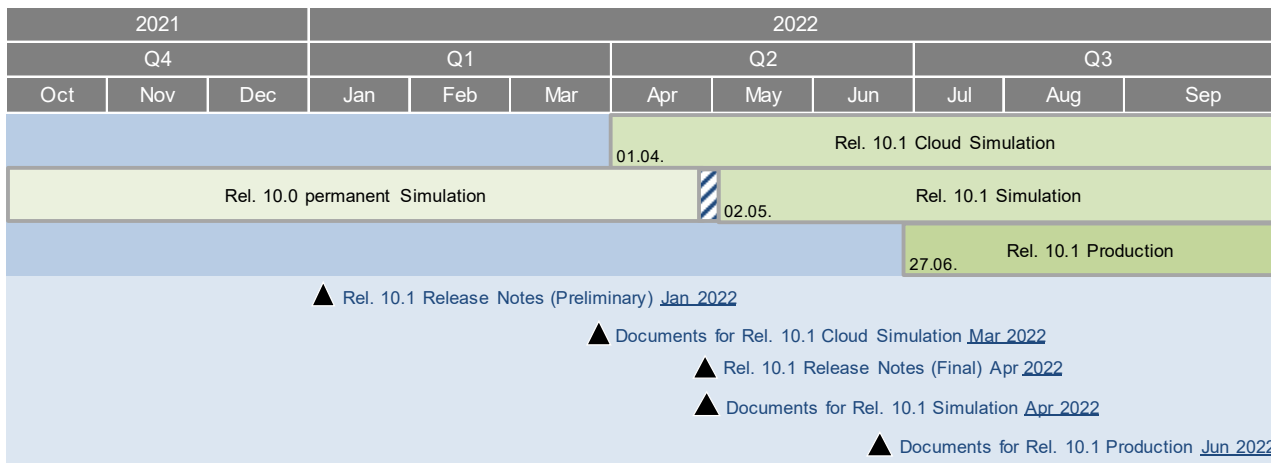 2021 2022
Q4 Q1 Q2 Q3
Oct Nov Dec Jan Feb Mar Apr May Jun Jul Aug Sep
Rel. 10.1 Cloud Simulation
01.04.
Rel. 10.0 permanent Simulation
Rel. 10.1 Simulation
02.05.
Rel. 10.1 Production
27.06.
Rel. 10.1 Release Notes (Preliminary) Jan 2022
Documents for Rel. 10.1 Cloud Simulation Mar 2022
Rel. 10.1 Release Notes (Final) Apr 2022
Documents for Rel. 10.1 Simulation Apr 2022
Documents for Rel. 10.1 Production Jun 2022